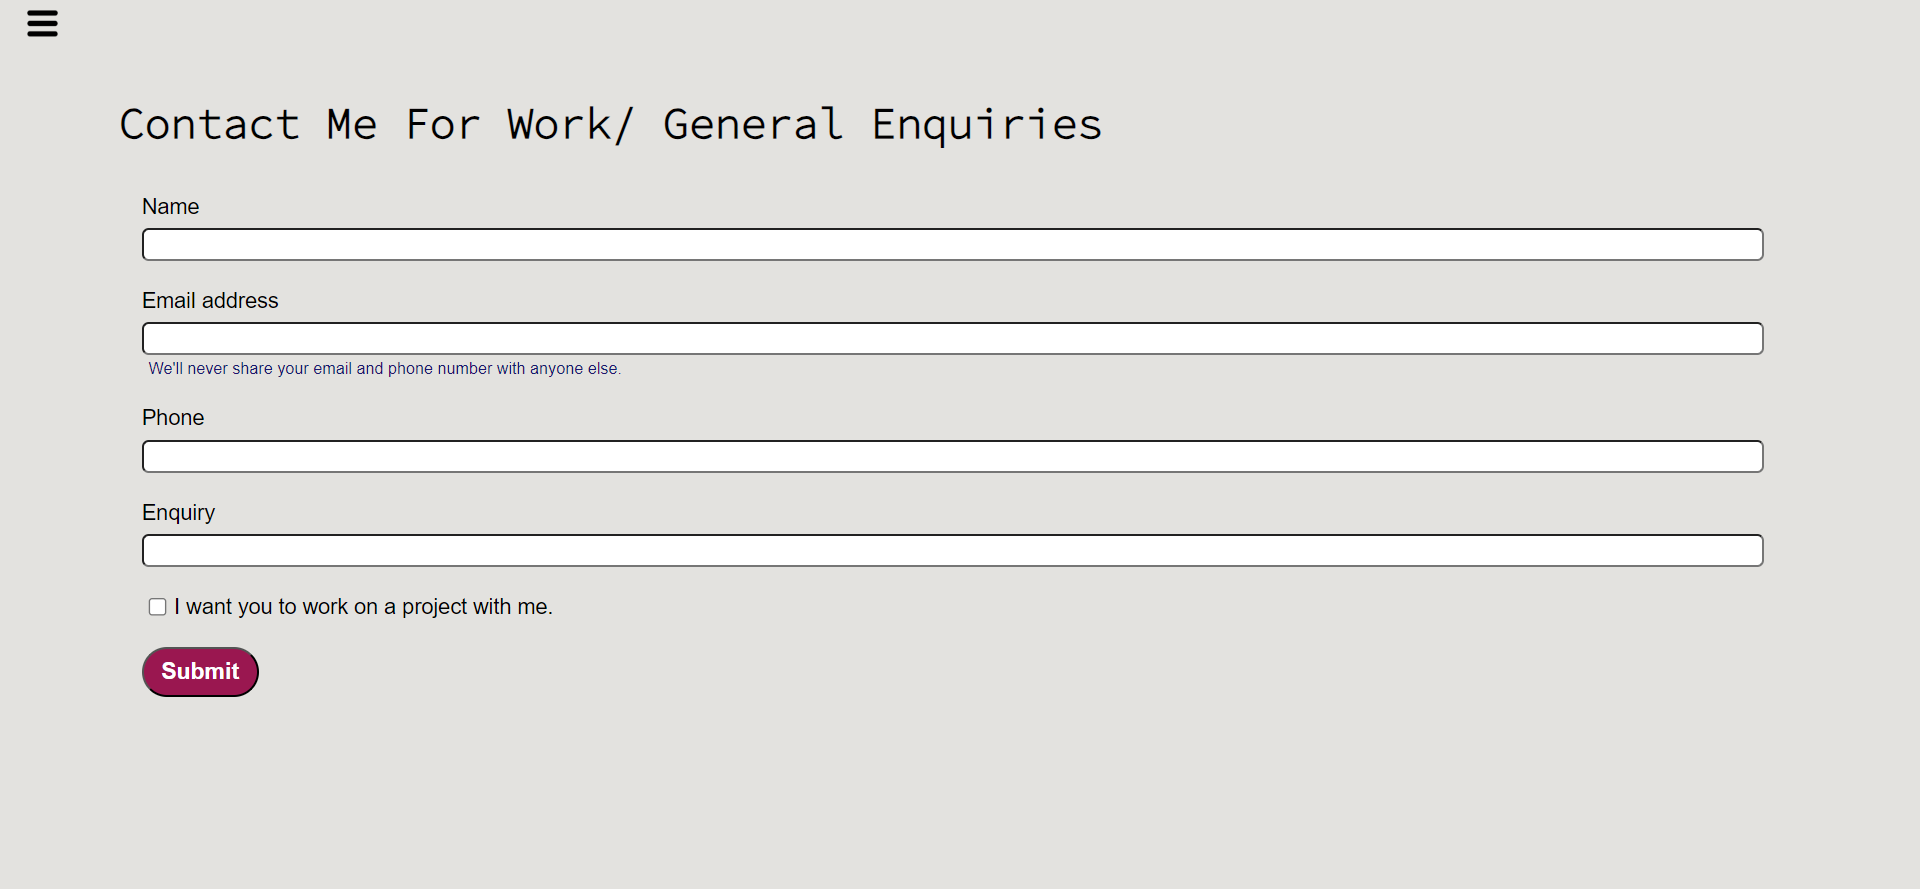 Contact Me For Work/ General Enquiries
Name
Email address
We'll never share your email and phone number with anyone else.
Phone
Enquiry
I want you to work on a project with me.
Submit